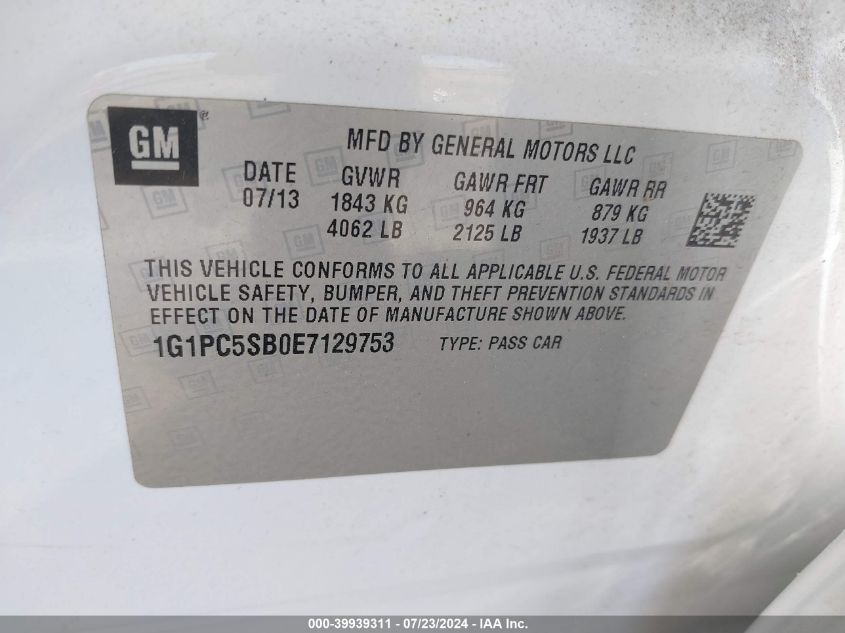 GM
®
MFD BY GENERAL MOTORS LLC
DATE GVWR GAWR FRT GAWR RR
07/13 1843 KG 964 KG 879 KG
4062 LB 2125 LB 1937 LB
THIS VEHICLE CONFORMS TO ALL APPLICABLE U.S. FEDERAL MOTOR
VEHICLE SAFETY, BUMPER, AND THEFT PREVENTION STANDARDS IN
EFFECT ON THE DATE OF MANUFACTURE SHOWN ABOVE.
1G1PC5SB0E7129753 TYPE: PASS CAR
000-39939311 - 07/23/2024 - IAA Inc.